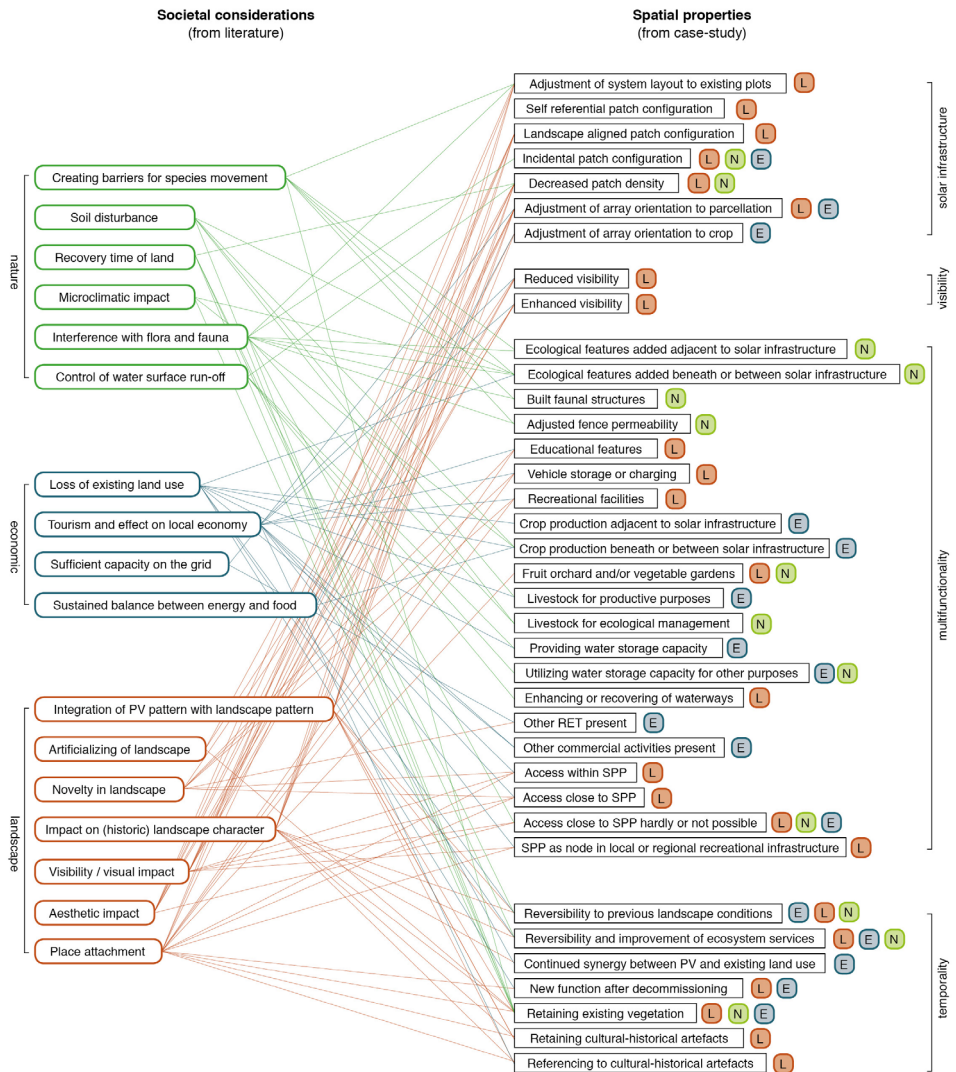 Societal considerations
(from literature)
Spatial properties
(from case-study)
nature
Creating barriers for species movement
Soil disturbance
Recovery time of land
Microclimatic impact
Interference with flora and fauna
Control of water surface run-off
economic
Loss of existing land use
Tourism and effect on local economy
Sufficient capacity on the grid
Sustained balance between energy and food
landscape
Integration of PV pattern with landscape pattern
Artificializing of landscape
Novelty in landscape
Impact on (historic) landscape character
Visibility / visual impact
Aesthetic impact
Place attachment
Adjustment of system layout to existing plots L
Self referential patch configuration L
Landscape aligned patch configuration L
Incidental patch configuration L N E
Decreased patch density L N
Adjustment of array orientation to parcellation L E
Adjustment of array orientation to crop E
solar infrastructure
Reduced visibility L
Enhanced visibility L
visibility
Ecological features added adjacent to solar infrastructure N
Ecological features added beneath or between solar infrastructure N
Built faunal structures N
Adjusted fence permeability N
Educational features L
Vehicle storage or charging L
Recreational facilities L
Crop production adjacent to solar infrastructure E
Crop production beneath or between solar infrastructure E
Fruit orchard and/or vegetable gardens L N
Livestock for productive purposes E
Livestock for ecological management N
Providing water storage capacity E
Utilizing water storage capacity for other purposes E N
Enhancing or recovering of waterways L
Other RET present E
Other commercial activities present E
Access within SPP L
Access close to SPP L
Access close to SPP hardly or not possible L N E
SPP as node in local or regional recreational infrastructure L
multifunctionality
Reversibility to previous landscape conditions E L N
Reversibility and improvement of ecosystem services L E N
Continued synergy between PV and existing land use E
New function after decommissioning L E
Retaining existing vegetation L N E
Retaining cultural-historical artefacts L
Referencing to cultural-historical artefacts L
temporality